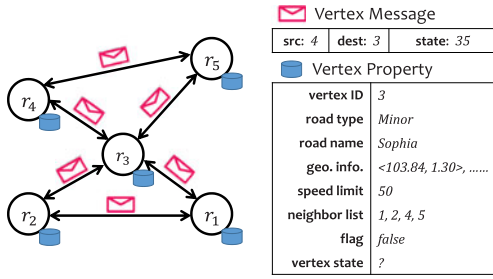 Vertex Message
src: 4 dest: 3 state: 35
Vertex Property
vertex ID 3
road type Minor
road name Sophia
geo. info. <103.84, 1.30>, ......
speed limit 50
neighbor list 1, 2, 4, 5
flag false
vertex state ?
r5
r4
r3
r2
r1